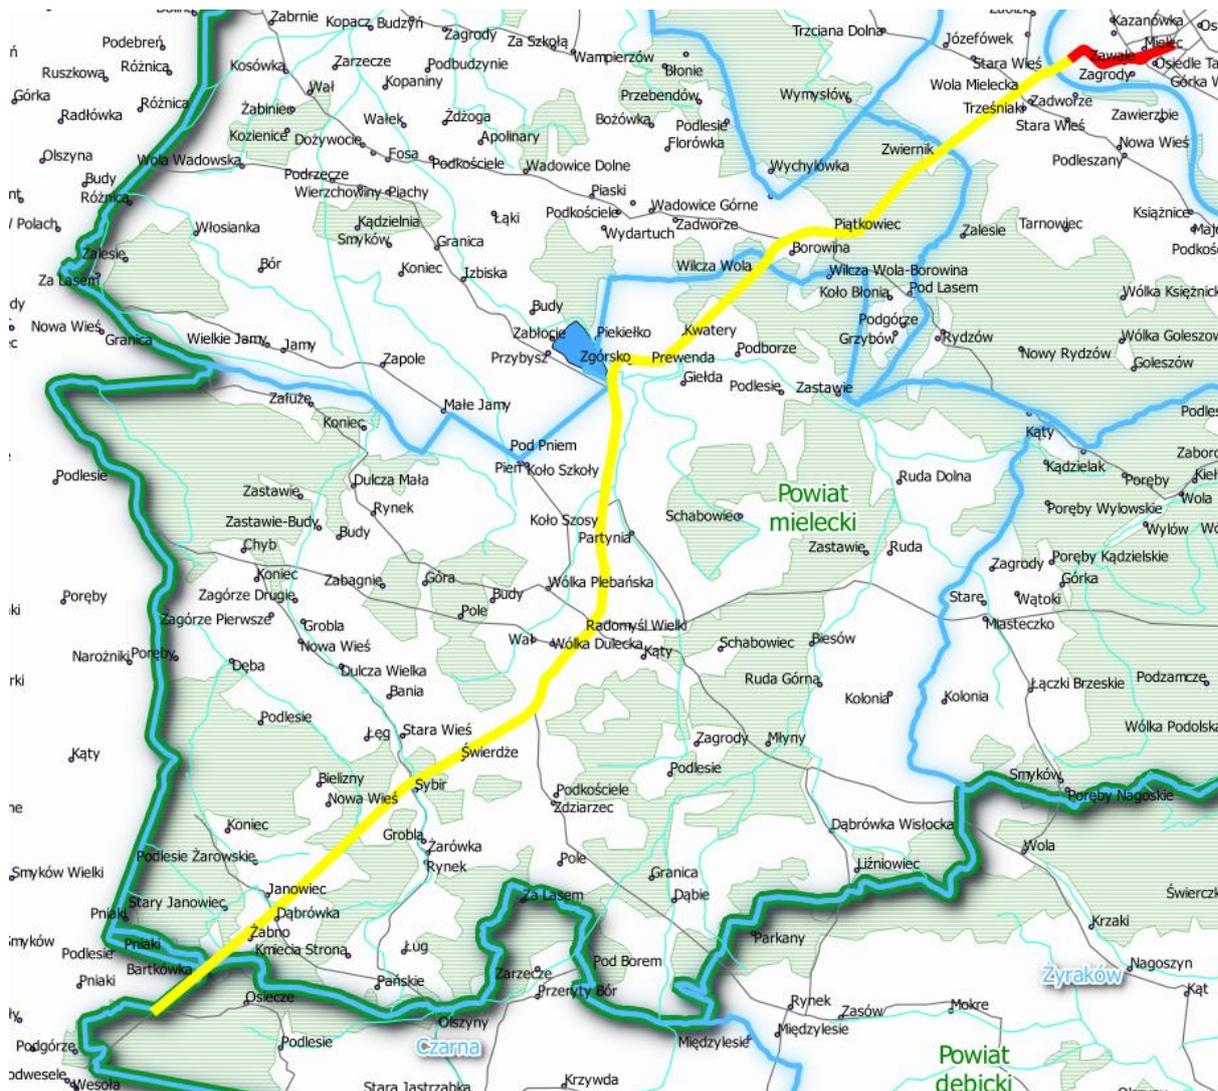 Żabrnie
Kopacz Budzyń
Zagrody
Za Szkołą
Wampierzów
Trzciana Dolna
Józefówek
Kazanówka
Mielec
Podebreń
Ruszkowa
Różnica
Kosówka
Zarzecze
Podbudzynie
Kopaniny
Błonie
Stara Wieś
Zawale
Osiedle Ta
Zagrody
Górka W
Górka
Radłówka
Różnica
Żabiniec
Wał
Wałek
Żdżoga
Apolinary
Przebendów
Bożówka
Podlesie
Florówka
Wymysłów
Wola Mielecka
Trześniak
Zadworze
Stara Wieś
Zawierzbie
Nowa Wieś
Podleszany
Kozienice
Dożywocie
Fosa
Podkościele
Wadowice Dolne
Wychylówka
Zwiernik
Olszyna
Wola Wadowska
Budy
Różnica
Podrzecze
Wierzchowiny
Piachy
Piaski
Podkościele
Wadowice Górne
Zadworze
Wydartuch
Piątkowiec
Książnice
Polach
Włosianka
Kądzielnia
Smyków
Granica
Łąki
Borowina
Zalesie
Tarnowiec
Zalesie
Za Lasem
Bór
Koniec
Izbiska
Wilcza Wola
Wilcza Wola-Borowina
Koło Błonia
Pod Lasem
Wólka Książnick
Nowa Wieś
Granica
Wielkie Jamy
Jamy
Zapole
Budy
Zabłocie
Przybysz
Piekiełko
Zgórsko
Kwatery
Prewenda
Podborze
Podgórze
Grzybów
Rydzów
Nowy Rydzów
Wólka Goleszow
Goleszów
Giełda
Podlesie
Zastawie
Załuże
Koniec
Małe Jamy
Pod Pniem
Pień
Koło Szkoły
Kąty
Podles
Zaboro
Podlesie
Dulcza Mała
Zastawie
Rynek
Zastawie-Budy
Budy
Chyb
Koło Szosy
Partynia
Schabowiec
Powiat
mielecki
Ruda Dolna
Zastawie
Ruda
Kądzielak
Poręby
Wola
Poręby Wylowskie
Wylów
Poręby Kądzielskie
Zagrody
Górka
Koniec
Zabagnie
Góra
Wólka Plebańska
Poręby
Zagórze Drugie
Zagórze Pierwsze
Grobla
Nowa Wieś
Budy
Pole
Radomyśl Wielki
Wał
Wólka Dulecka
Kąty
Schabowiec
Biesów
Stare
Wątoki
Miasteczko
Narożniki
Poręby
Dęba
Dulcza Wielka
Bania
Ruda Górna
Kolonia
Kolonia
Łączki Brzeskie
Podzamcze
Podlesie
Łęg
Stara Wieś
Świerdże
Zagrody
Młyny
Wólka Podolska
Kąty
Bielizny
Nowa Wieś
Sybir
Podlesie
Smyków
Poręby Nagoskie
Podkościele
Zdziarzec
Koniec
Grobla
Żarówka
Rynek
Dąbrówka Wisłocka
Podlesie Żarowskie
Pole
Liźniowiec
Wola
Smyków Wielki
Janowiec
Stary Janowiec
Dąbrówka
Granica
Dąbie
Za Lasem
Świerczk
Pniaki
Żabno
Kmiecia Strona
Ług
Parkany
Krzaki
Smyków
Podlesie
Pniaki
Bartkówka
Pniaki
Pańskie
Zarzecze
Pod Borem
Przeryty Bór
Żyraków
Nagoszyn
Kąt
Osiecze
Olszyny
Rynek
Zasów
Mokre
Międzylesie
Międzylesie
Podgórze
Podlesie
Czarna
Powiat
dębicki
Wesoła
Stara Jastrząbka
Krzywda